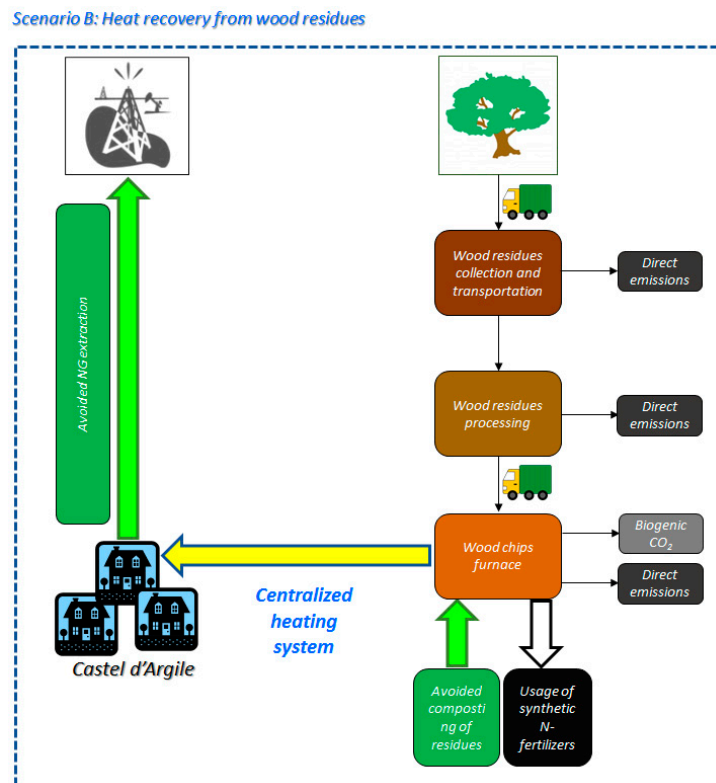 Scenario B: Heat recovery from wood residues
Avoided NG extraction
Wood residues
collection and
transportation
Direct
emissions
Wood residues
processing
Direct
emissions
Wood chips
furnace
Biogenic
CO₂
Direct
emissions
Centralized
heating
system
Castel d’Argile
Avoided
composti
ng of
residues
Usage of
synthetic
N-
fertilizers